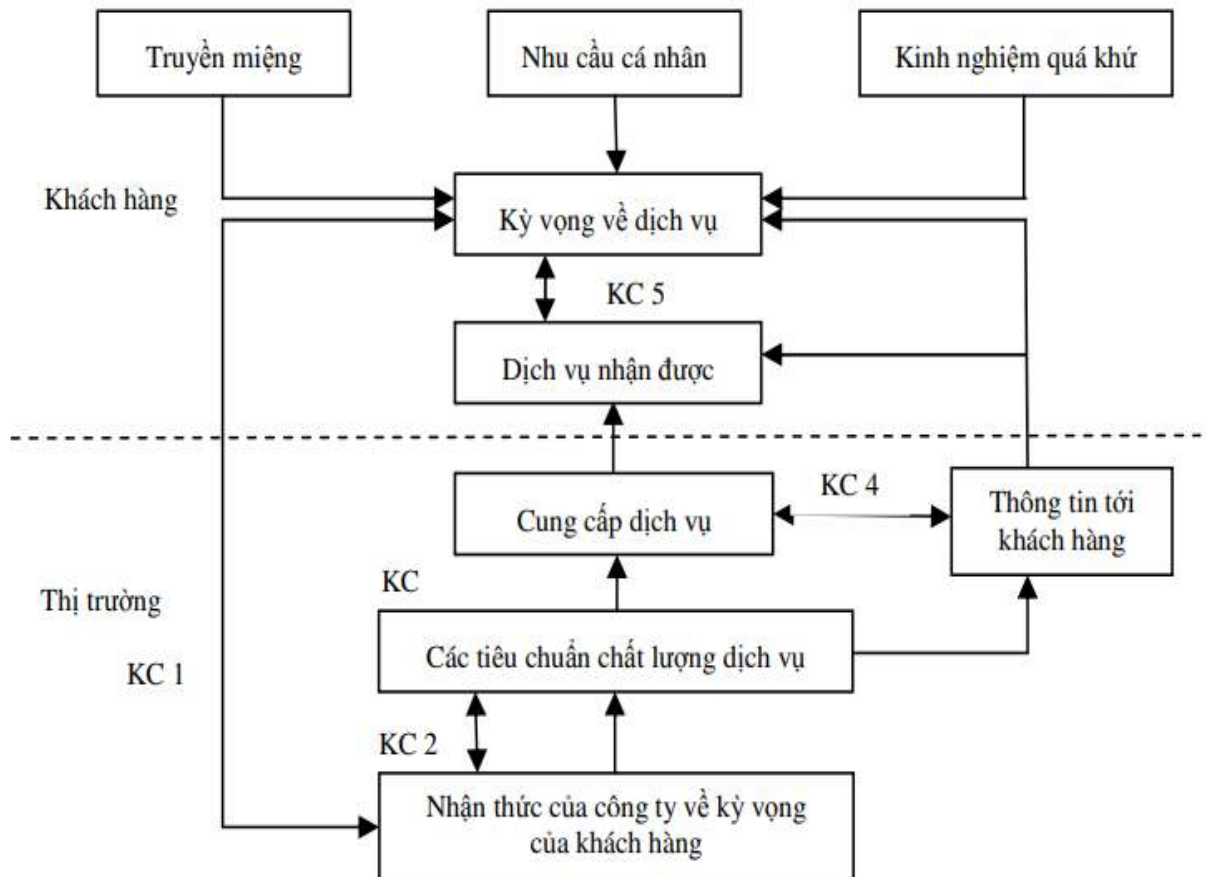 Truyền miệng
Nhu cầu cá nhân
Kinh nghiệm quá khứ
Khách hàng
Kỳ vọng về dịch vụ
KC 5
Dịch vụ nhận được
Cung cấp dịch vụ
KC 4
Thông tin tới
khách hàng
KC
Thị trường
Các tiêu chuẩn chất lượng dịch vụ
KC 1
KC 2
Nhận thức của công ty về kỳ vọng
của khách hàng